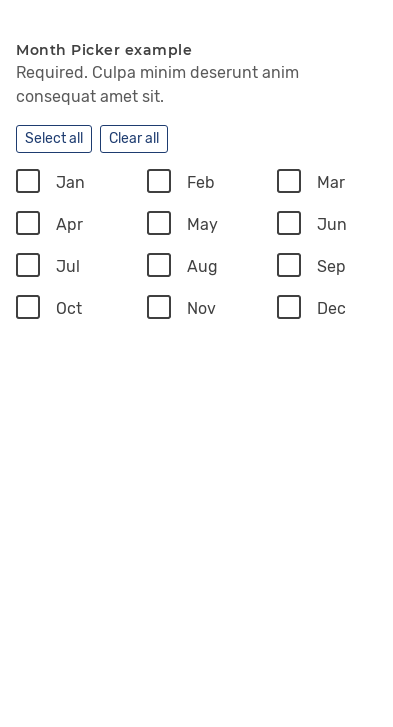 Month Picker example
Required. Culpa minim deserunt anim
consequat amet sit.
Select all Clear all
Jan Feb Mar
Apr May Jun
Jul Aug Sep
Oct Nov Dec